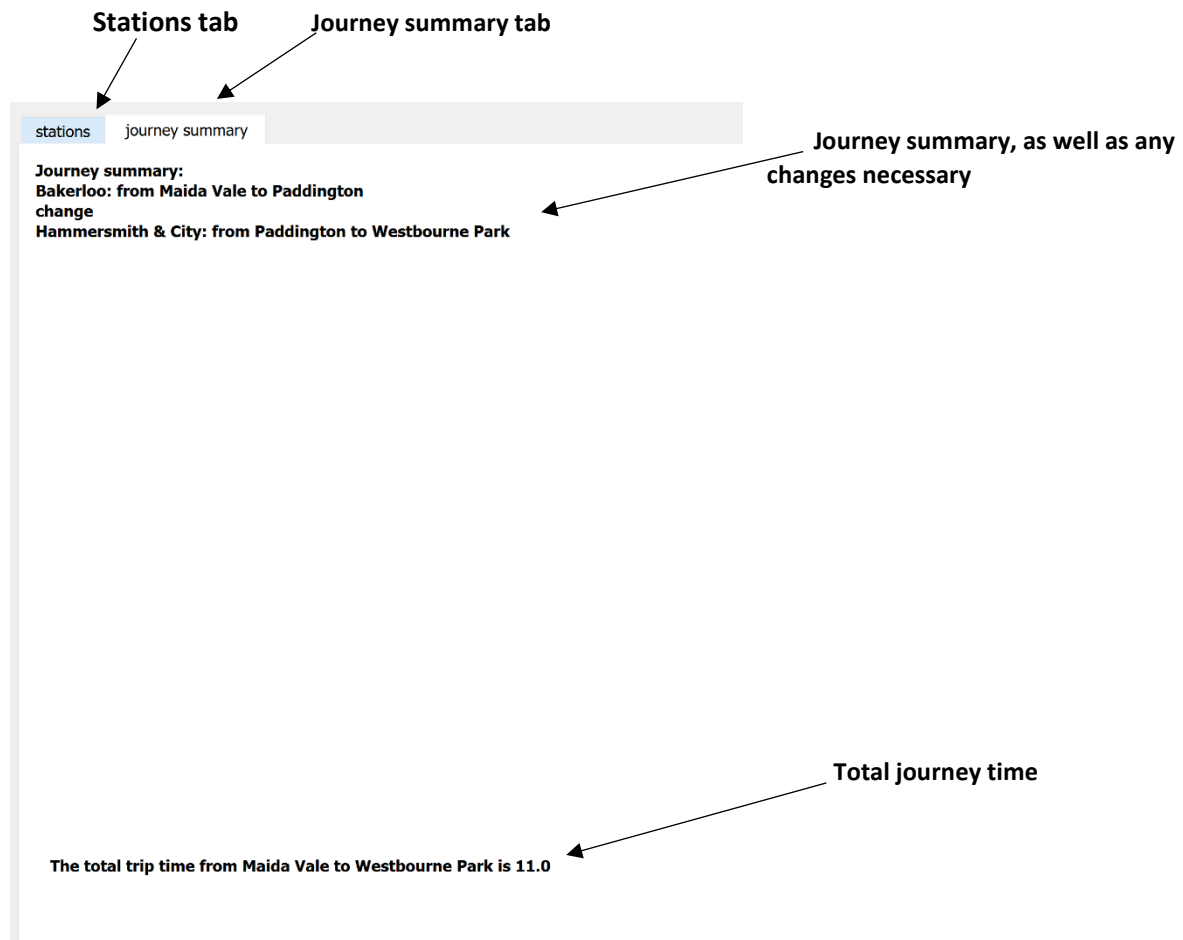 Stations tab
Journey summary tab
stations
journey summary
Journey summary, as well as any
changes necessary
Journey summary:
Bakerloo: from Maida Vale to Paddington
change
Hammersmith & City: from Paddington to Westbourne Park
Total journey time
The total trip time from Maida Vale to Westbourne Park is 11.0